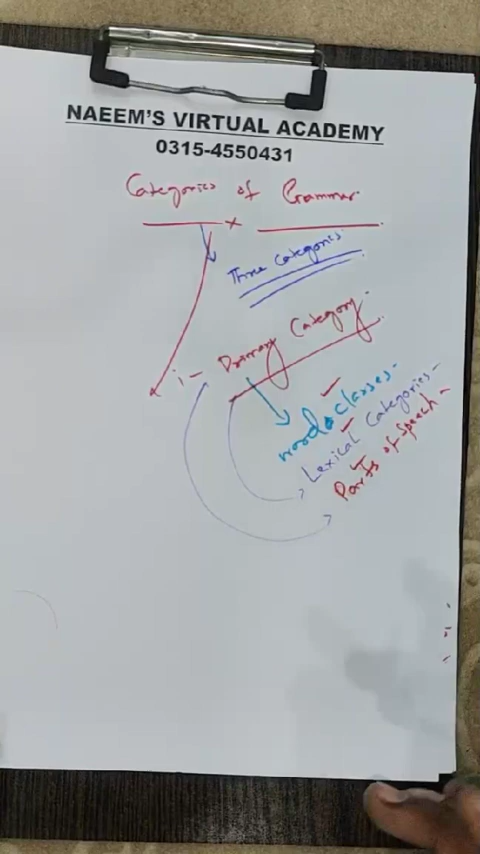 NAEEM'S VIRTUAL ACADEMY
0315-4550431
Categories of Grammar.
Three Categories.
i- Primary Category.
word classes-
Lexical Categories-
Parts of Speech-